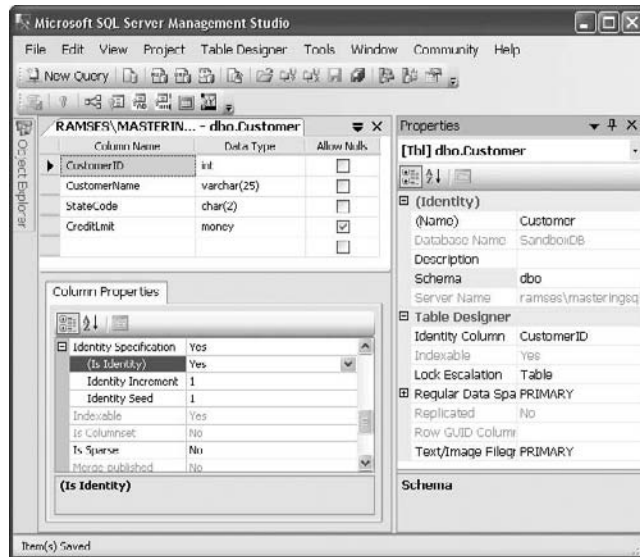 Microsoft SQL Server Management Studio
File Edit View Project Table Designer Tools Window Community Help
New Query
Object Explorer
RAMSES\MASTERIN... - dbo.Customer
Column Name Data Type Allow Nulls
CustomerID int
CustomerName varchar(25)
StateCode char(2)
CreditLmit money
Column Properties
Identity Specification Yes
(Is Identity) Yes
Identity Increment 1
Identity Seed 1
Indexable Yes
Is Columnset No
Is Sparse No
Merge published No
(Is Identity)
Properties
[Tbl] dbo.Customer
(Identity)
(Name) Customer
Database Name SandboxDB
Description
Schema dbo
Server Name ramses\masteringsq
Table Designer
Identity Column CustomerID
Indexable Yes
Lock Escalation Table
Regular Data Spa PRIMARY
Replicated No
Row GUID Column
Text/Image Filegr PRIMARY
Schema
Item(s) Saved